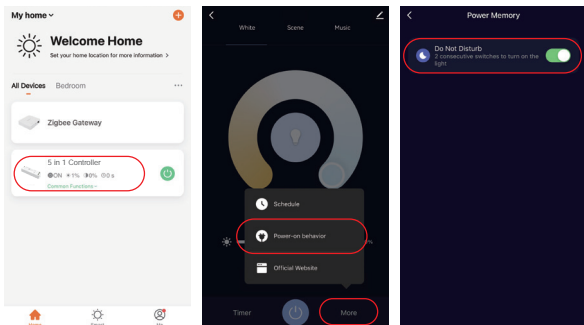 My home
Welcome Home
Set your home location for more information >
All Devices Bedroom ...
Zigbee Gateway
5 in 1 Controller
ON 1% 0% 0 s
Common Functions
Home Smart Me
White Scene Music
Schedule
Power-on behavior
Official Website
Timer More
Power Memory
Do Not Disturb
2 consecutive switches to turn on the
light